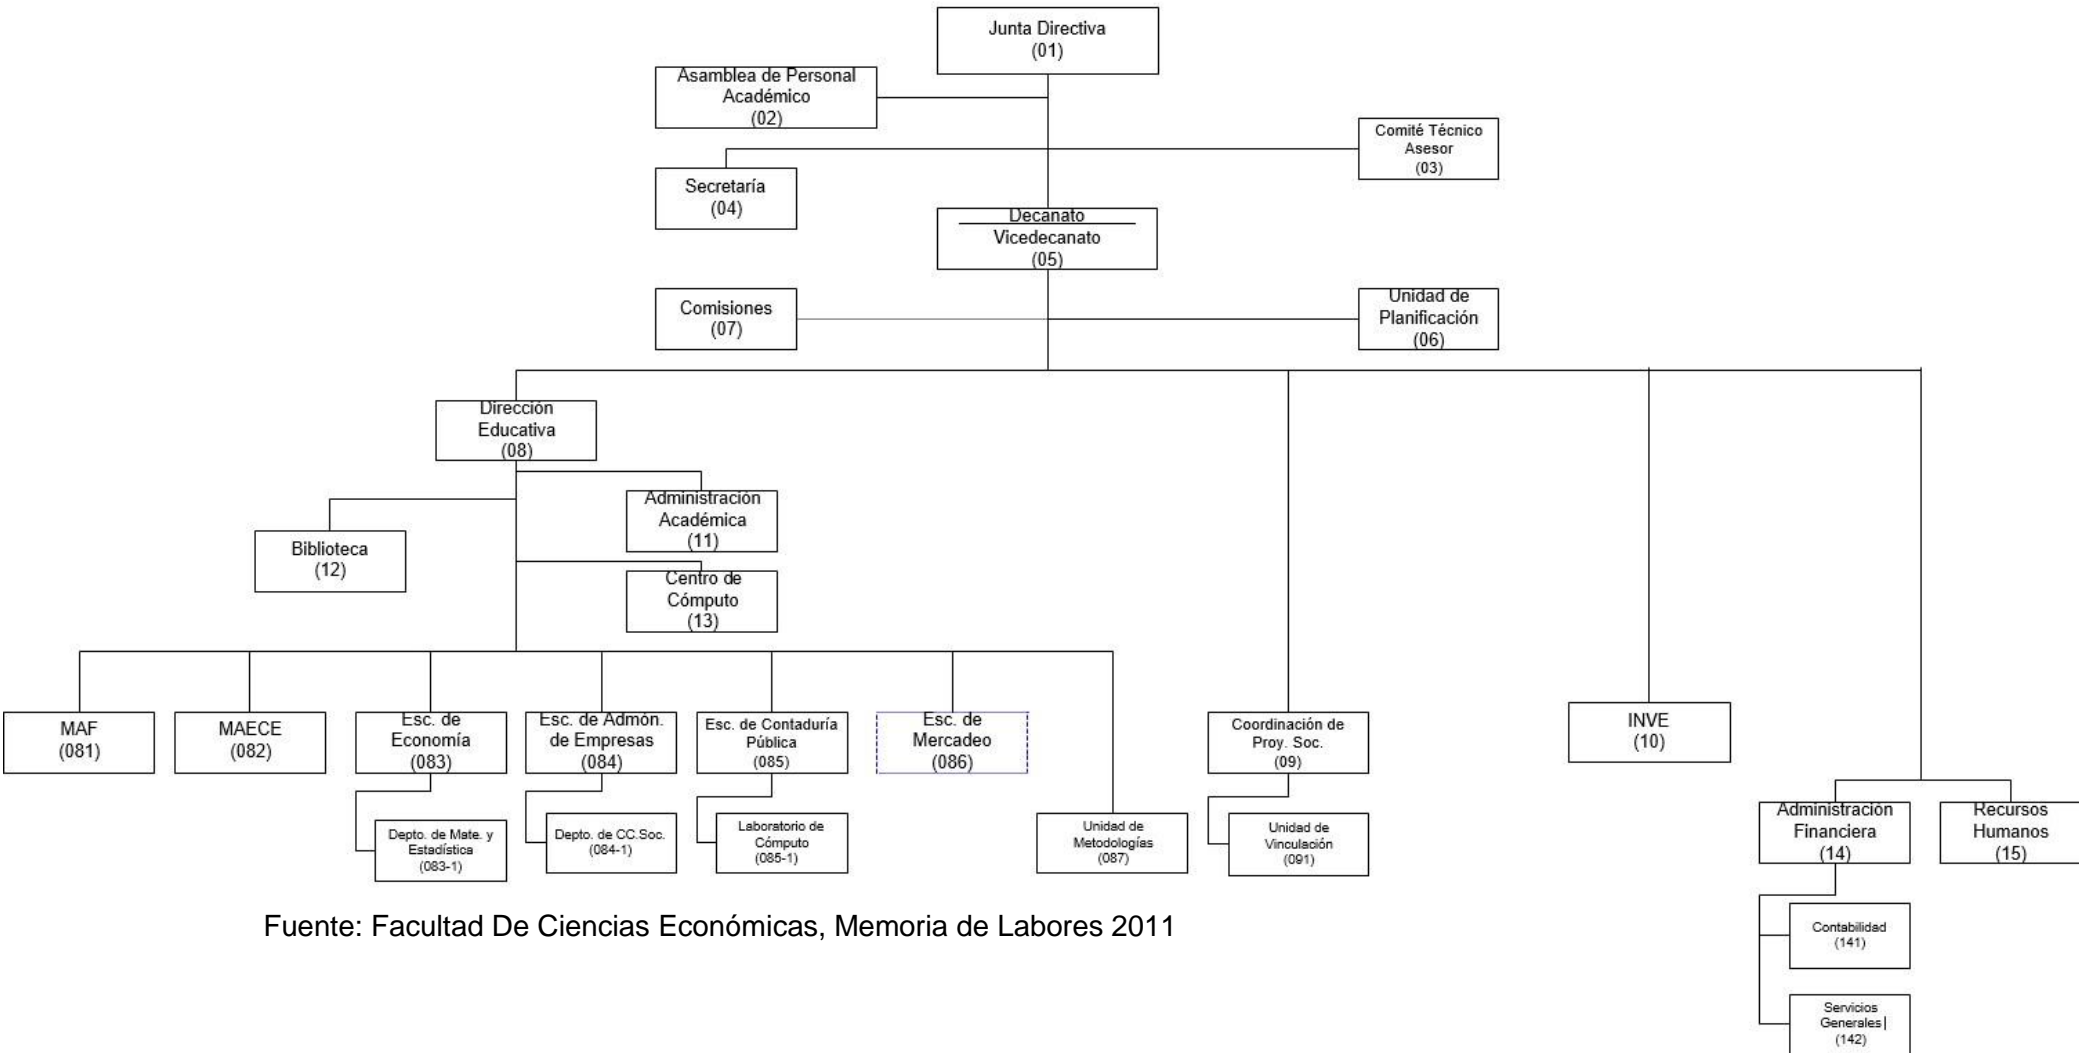 Junta Directiva
(01)
Asamblea de Personal
Académico
(02)
Comité Técnico
Asesor
(03)
Secretaría
(04)
Decanato
Vicedecanato
(05)
Comisiones
(07)
Unidad de
Planificación
(06)
Dirección
Educativa
(08)
Administración
Académica
(11)
Biblioteca
(12)
Centro de
Cómputo
(13)
MAF
(081)
MAECE
(082)
Esc. de
Economía
(083)
Esc. de Admón.
de Empresas
(084)
Esc. de Contaduría
Pública
(085)
Esc. de
Mercadeo
(086)
Coordinación de
Proy. Soc.
(09)
INVE
(10)
Depto. de Mate. y
Estadística
(083-1)
Depto. de CC.Soc.
(084-1)
Laboratorio de
Cómputo
(085-1)
Unidad de
Metodologías
(087)
Unidad de
Vinculación
(091)
Administración
Financiera
(14)
Recursos
Humanos
(15)
Contabilidad
(141)
Servicios
Generales
(142)
Fuente: Facultad De Ciencias Económicas, Memoria de Labores 2011